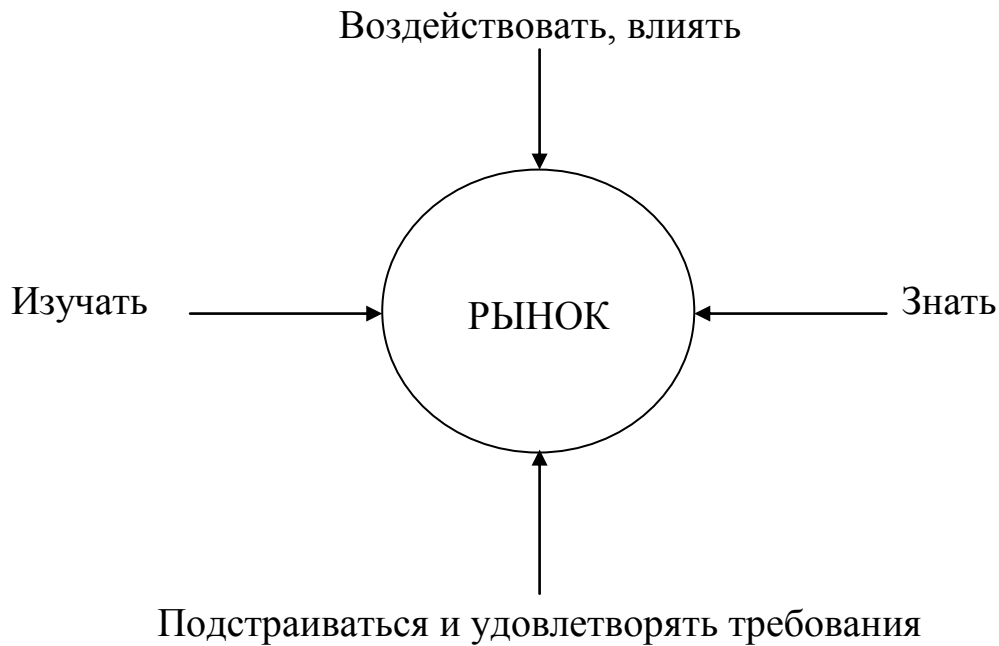 Воздействовать, влиять
Изучать
РЫНОК
Знать
Подстраиваться и удовлетворять требования